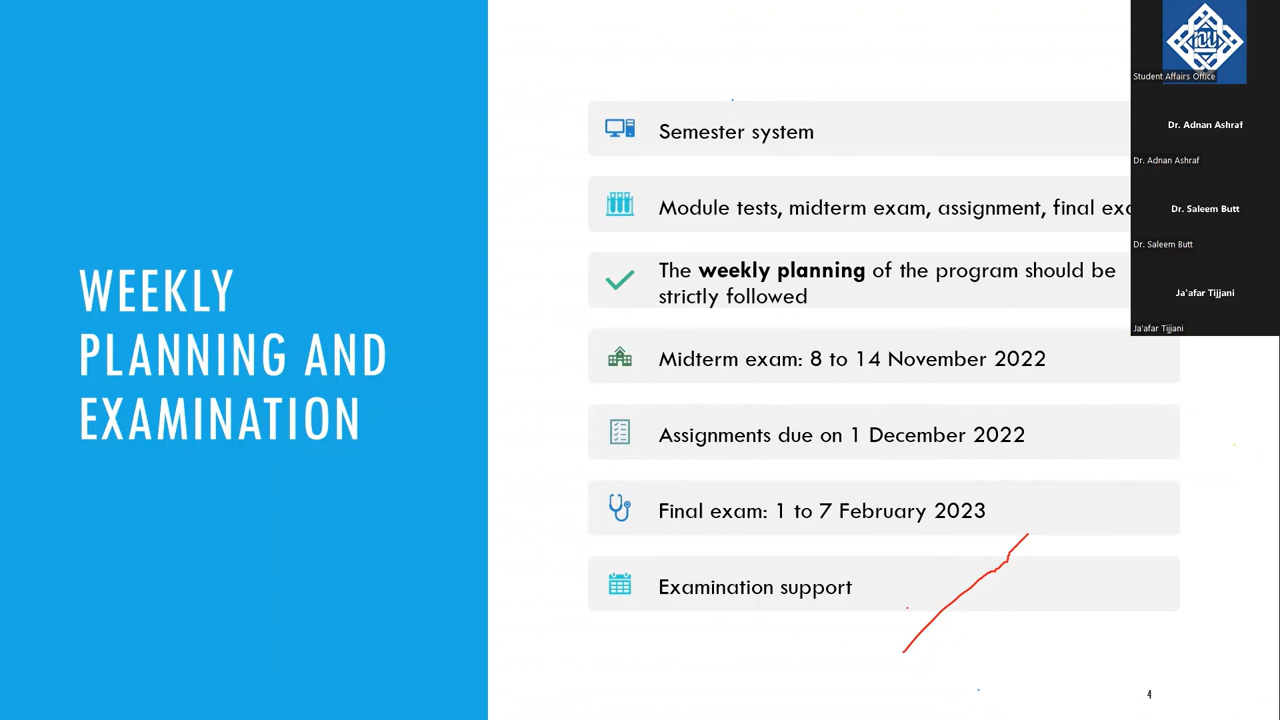 WEEKLY
PLANNING AND
EXAMINATION
Semester system
Module tests, midterm exam, assignment, final
The weekly planning of the program should be
strictly followed
Midterm exam: 8 to 14 November 2022
Assignments due on 1 December 2022
Final exam: 1 to 7 February 2023
Examination support
4
Student Affairs Office
Dr. Adnan Ashraf
Dr. Adnan Ashraf
Dr. Saleem Butt
Dr. Saleem Butt
Ja'afar Tijjani
Ja'afar Tijjani